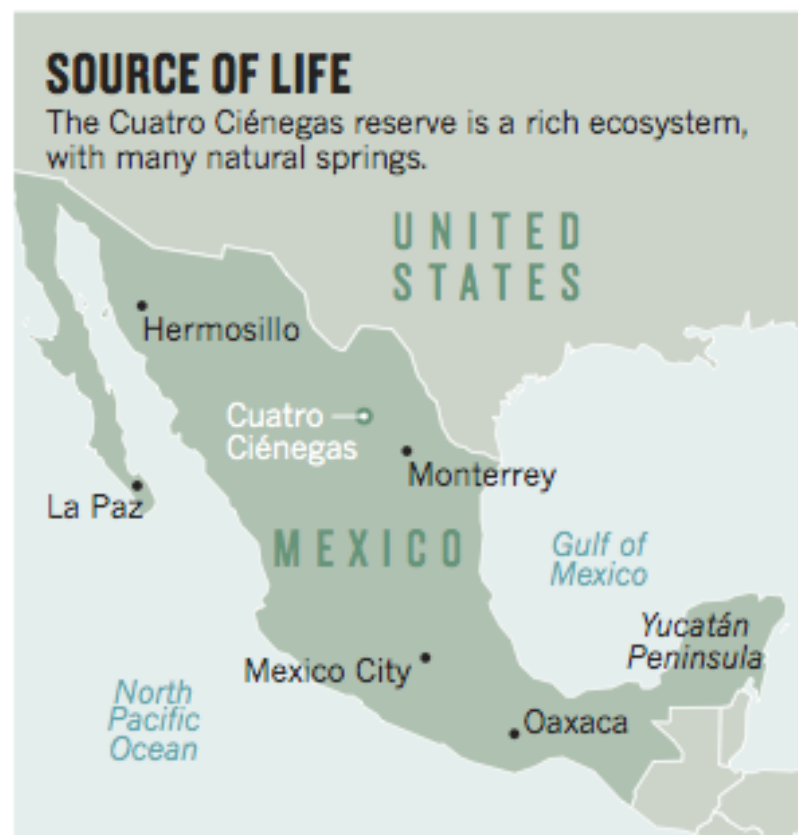 SOURCE OF LIFE
The Cuatro Ciénegas reserve is a rich ecosystem,
with many natural springs.
UNITED
STATES
Hermosillo
Cuatro
Ciénegas
Monterrey
La Paz
MEXICO
Gulf of
Mexico
Yucatán
Peninsula
Mexico City
North
Pacific
Ocean
Oaxaca